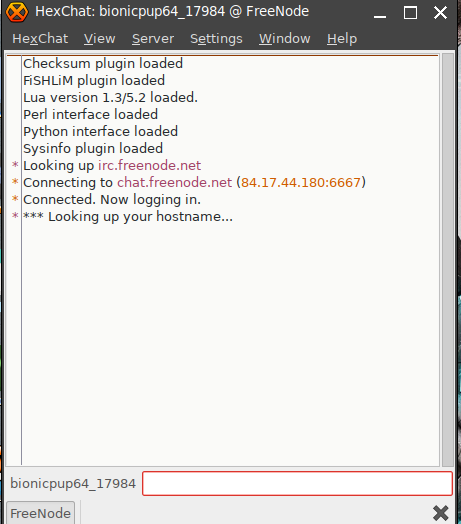 HexChat: bionicpup64_17984 @ FreeNode
HexChat View Server Settings Window Help
Checksum plugin loaded
FiSHLiM plugin loaded
Lua version 1.3/5.2 loaded.
Perl interface loaded
Python interface loaded
Sysinfo plugin loaded
* Looking up irc.freenode.net
* Connecting to chat.freenode.net (84.17.44.180:6667)
* Connected. Now logging in.
* *** Looking up your hostname...
bionicpup64_17984
FreeNode